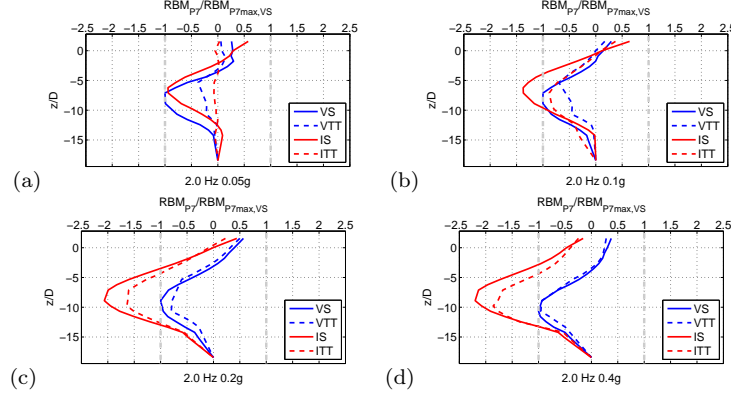 RBM_P7/RBM_P7max,VS
RBM_P7/RBM_P7max,VS
−2.5 −2 −1.5 −1 −0.5 0 0.5 1 1.5 2 2.5
−2.5 −2 −1.5 −1 −0.5 0 0.5 1 1.5 2 2.5
0
−5
−10
−15
z/D
VS
VTT
IS
ITT
0
−5
−10
−15
z/D
VS
VTT
IS
ITT
(a)
2.0 Hz 0.05g
(b)
2.0 Hz 0.1g
RBM_P7/RBM_P7max,VS
RBM_P7/RBM_P7max,VS
−2.5 −2 −1.5 −1 −0.5 0 0.5 1 1.5 2 2.5
−2.5 −2 −1.5 −1 −0.5 0 0.5 1 1.5 2 2.5
0
−5
−10
−15
z/D
VS
VTT
IS
ITT
0
−5
−10
−15
z/D
VS
VTT
IS
ITT
(c)
2.0 Hz 0.2g
(d)
2.0 Hz 0.4g